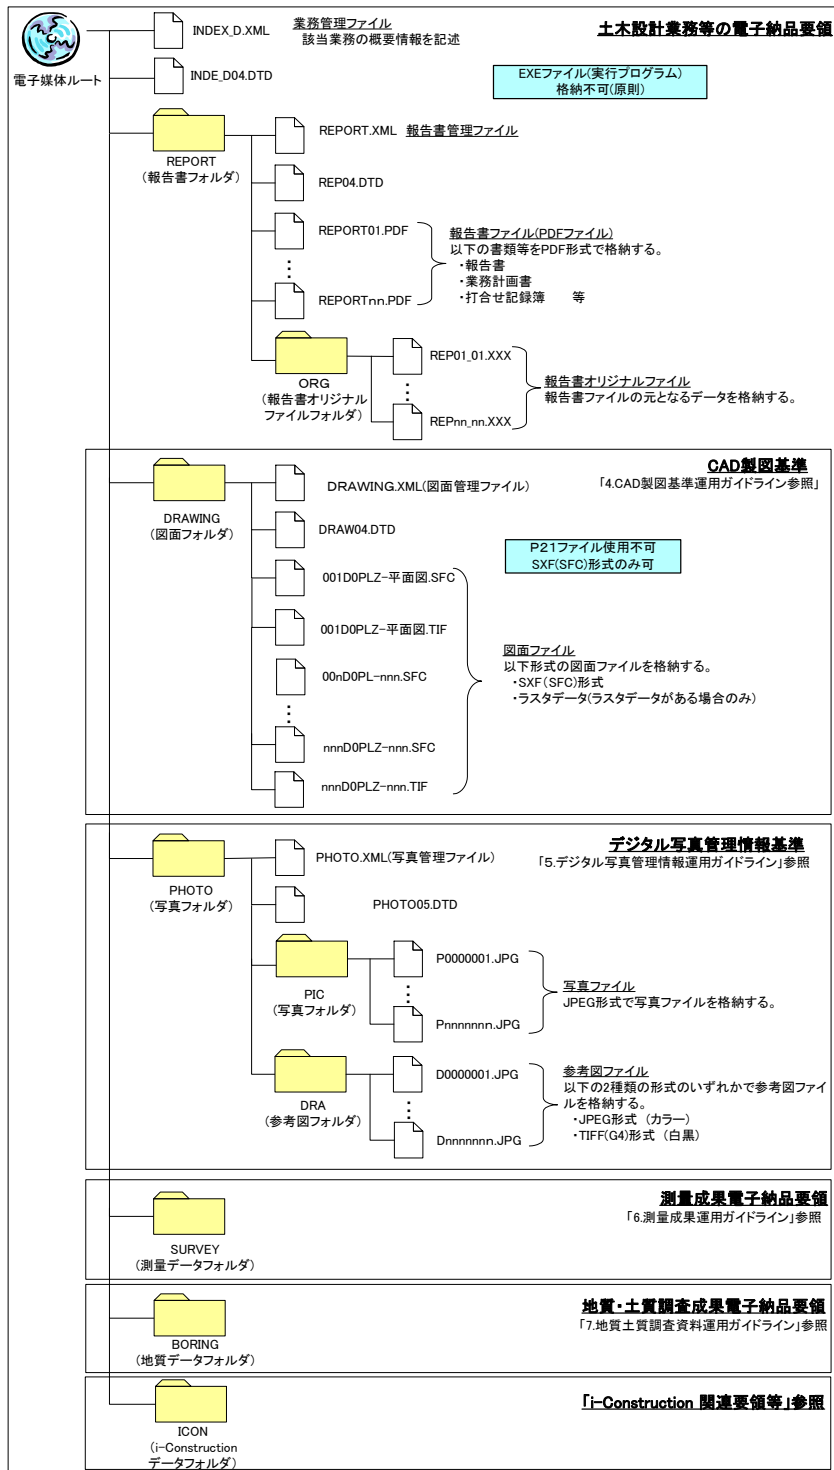 土木設計業務等の電子納品要領
電子媒体ルート
INDEX_D.XML
業務管理ファイル
該当業務の概要情報を記述
INDE_D04.DTD
EXEファイル(実行プログラム)
格納不可(原則)
REPORT
(報告書フォルダ)
REPORT.XML 報告書管理ファイル
REP04.DTD
REPORT01.PDF
⋮
REPORTnn.PDF
報告書ファイル(PDFファイル)
以下の書類等をPDF形式で格納する。
・報告書
・業務計画書
・打合せ記録簿 等
ORG
(報告書オリジナル
ファイルフォルダ)
REP01_01.XXX
⋮
REPnn_nn.XXX
報告書オリジナルファイル
報告書ファイルの元となるデータを格納する。
CAD製図基準
「4.CAD製図基準運用ガイドライン参照」
DRAWING
(図面フォルダ)
DRAWING.XML(図面管理ファイル)
DRAW04.DTD
P21ファイル使用不可
SXF(SFC)形式のみ可
001D0PLZ-平面図.SFC
001D0PLZ-平面図.TIF
00nD0PL-nnn.SFC
⋮
nnnD0PLZ-nnn.SFC
nnnD0PLZ-nnn.TIF
図面ファイル
以下形式の図面ファイルを格納する。
・SXF(SFC)形式
・ラスタデータ(ラスタデータがある場合のみ)
デジタル写真管理情報基準
「5.デジタル写真管理情報運用ガイドライン」参照
PHOTO
(写真フォルダ)
PHOTO.XML(写真管理ファイル)
PHOTO05.DTD
PIC
(写真フォルダ)
P0000001.JPG
⋮
Pnnnnnnn.JPG
写真ファイル
JPEG形式で写真ファイルを格納する。
DRA
(参考図フォルダ)
D0000001.JPG
⋮
Dnnnnnnn.JPG
参考図ファイル
以下の2種類の形式のいずれかで参考図ファイ
ルを格納する。
・JPEG形式 (カラー)
・TIFF(G4)形式 (白黒)
測量成果電子納品要領
「6.測量成果運用ガイドライン」参照
SURVEY
(測量データフォルダ)
地質・土質調査成果電子納品要領
「7.地質土質調査資料運用ガイドライン」参照
BORING
(地質データフォルダ)
「i-Construction 関連要領等」参照
ICON
(i-Construction
データフォルダ)